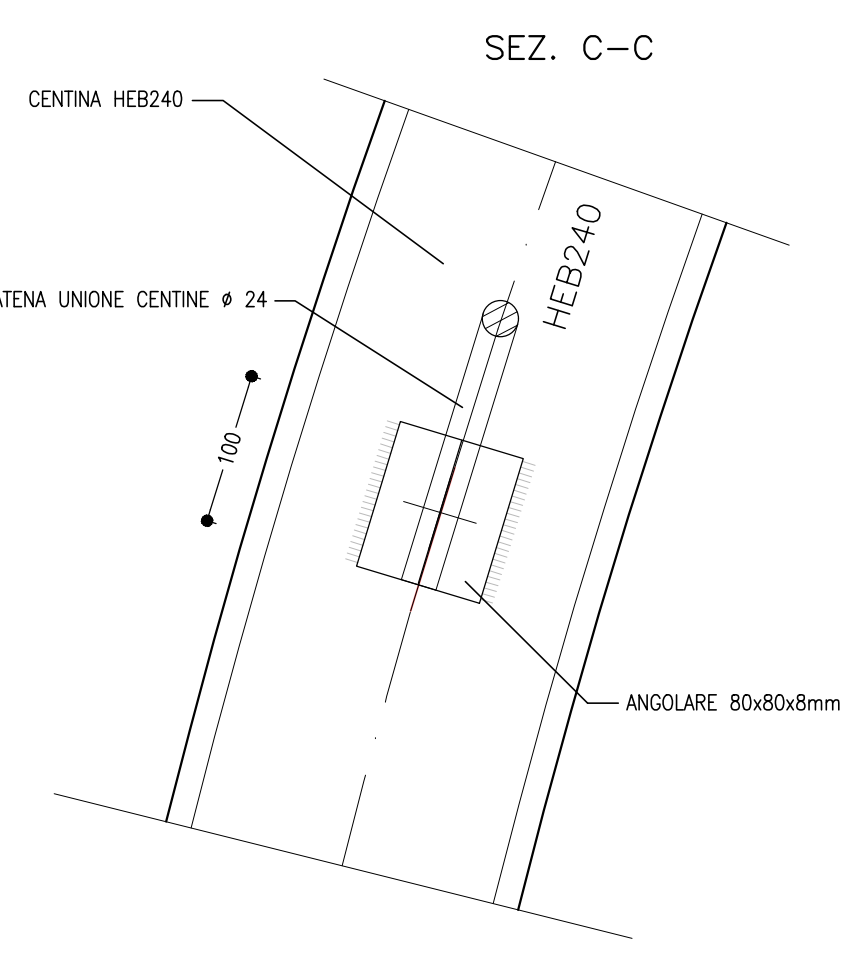 SEZ. C-C
CENTINA HEB240
HEB240
ATENA UNIONE CENTINE ø 24
100
ANGOLARE 80x80x8mm